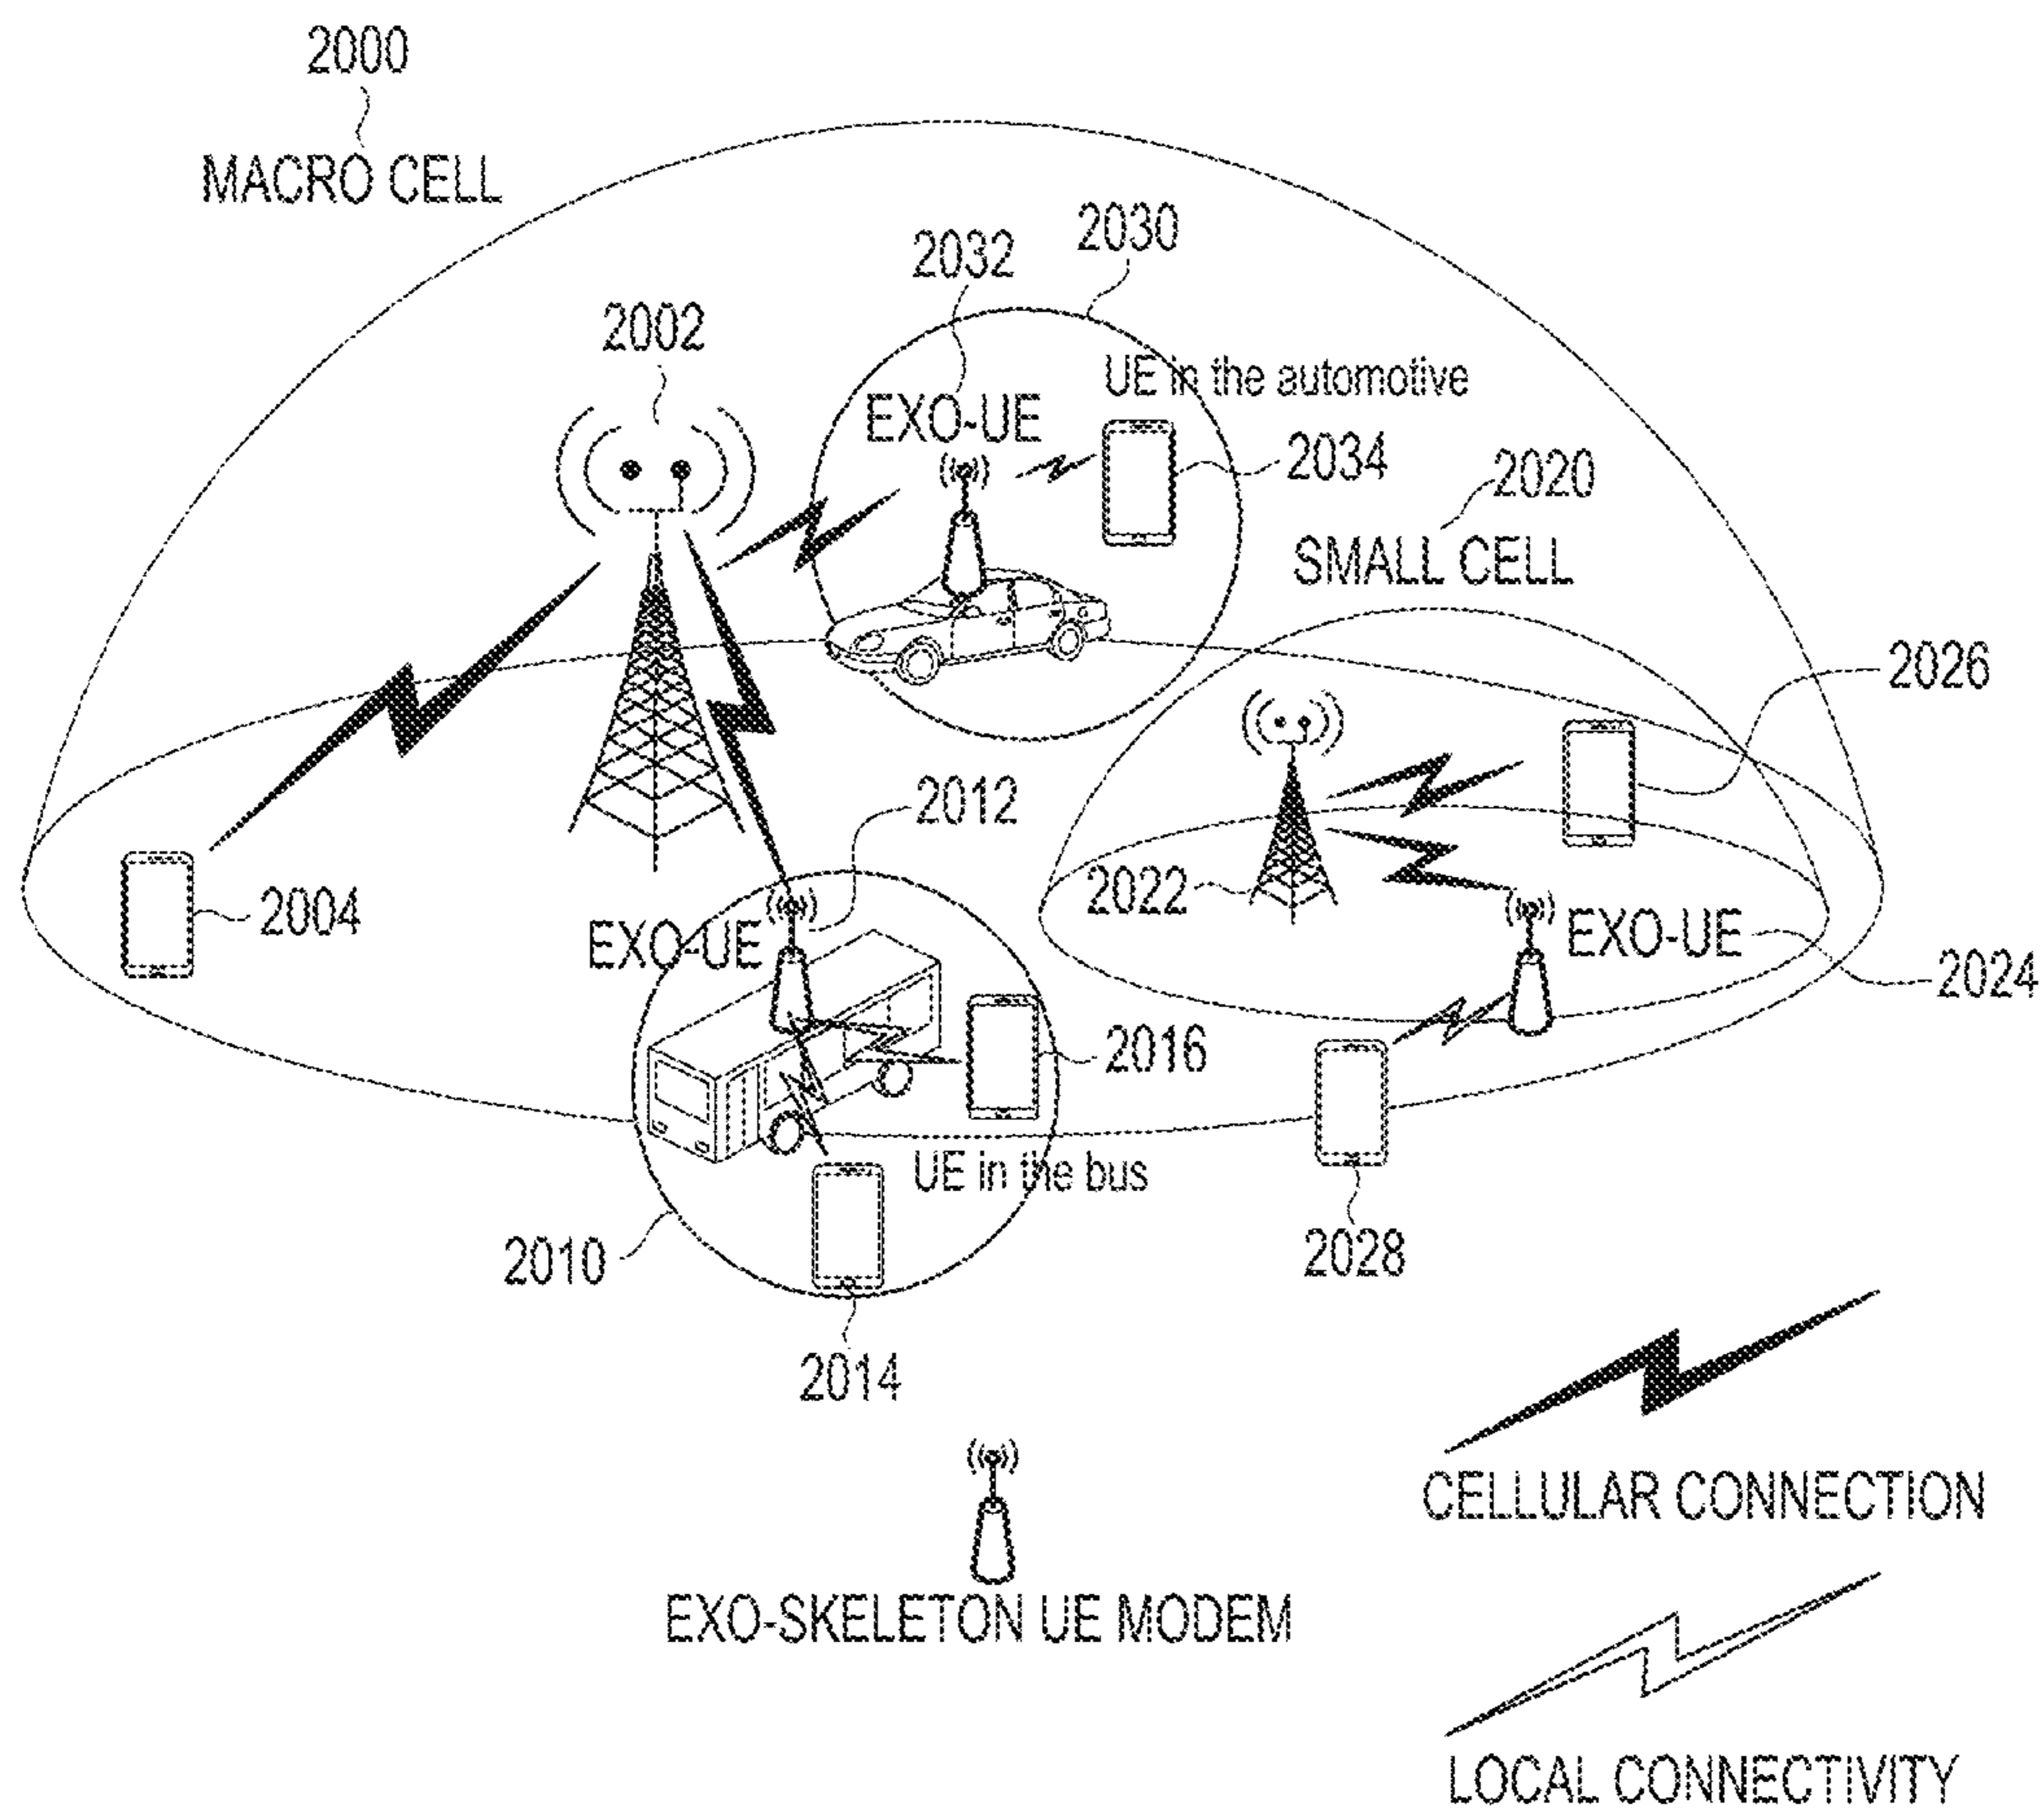 2000
MACRO CELL
2030
2032
2002
UE in the automotive
EXO-UE
2034
2020
SMALL CELL
2026
2012
2022
2004
EXO-UE
EXO-UE
2024
2016
UE in the bus
2010
2028
2014
CELLULAR CONNECTION
EXO-SKELETON UE MODEM
LOCAL CONNECTIVITY